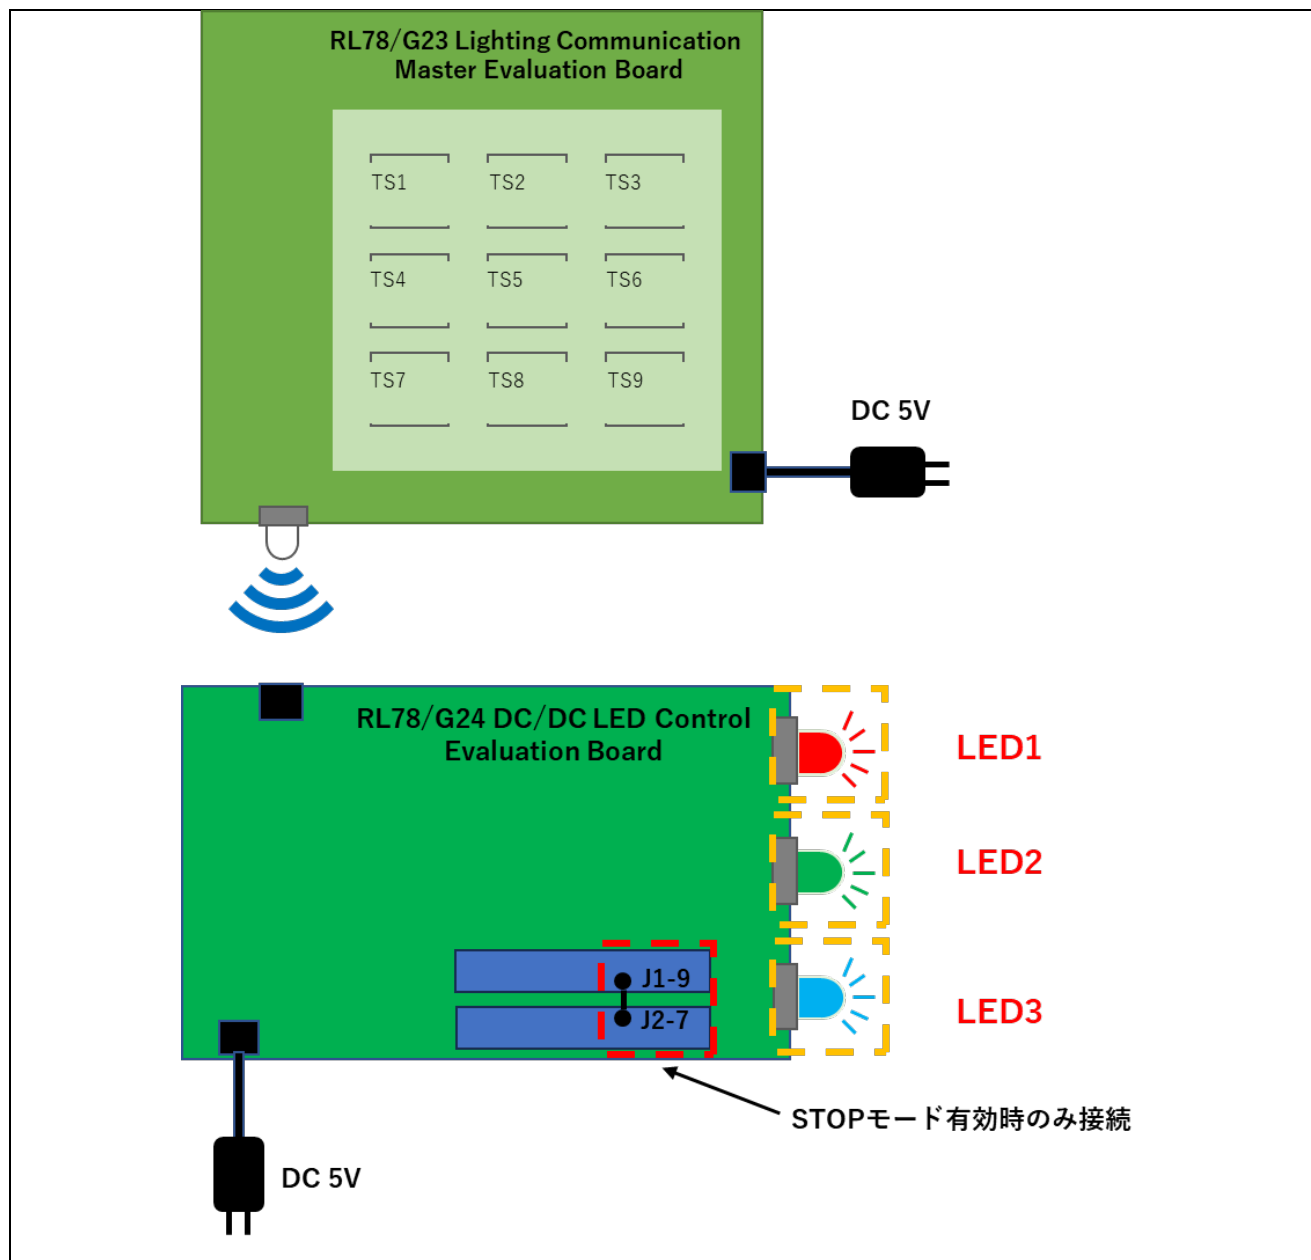 RL78/G23 Lighting Communication
Master Evaluation Board
TS1 TS2 TS3
TS4 TS5 TS6
TS7 TS8 TS9
DC 5V
RL78/G24 DC/DC LED Control
Evaluation Board
LED1
LED2
J1-9
J2-7
LED3
STOPモード有効時のみ接続
DC 5V